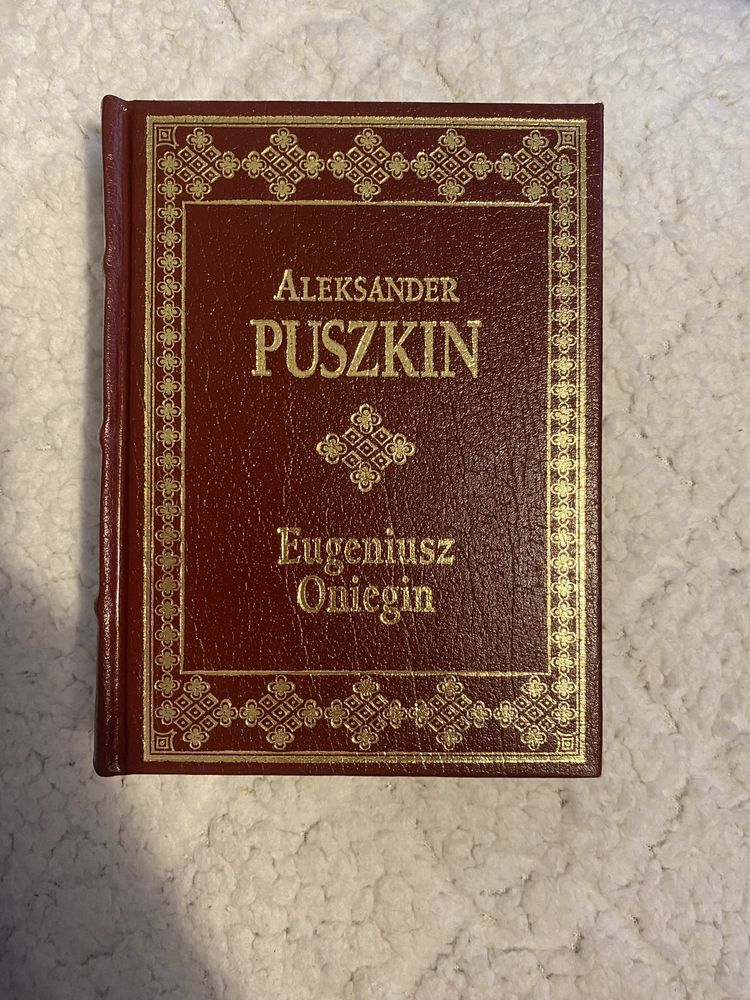 ALEKSANDER
PUSZKIN
Eugeniusz
Oniegin